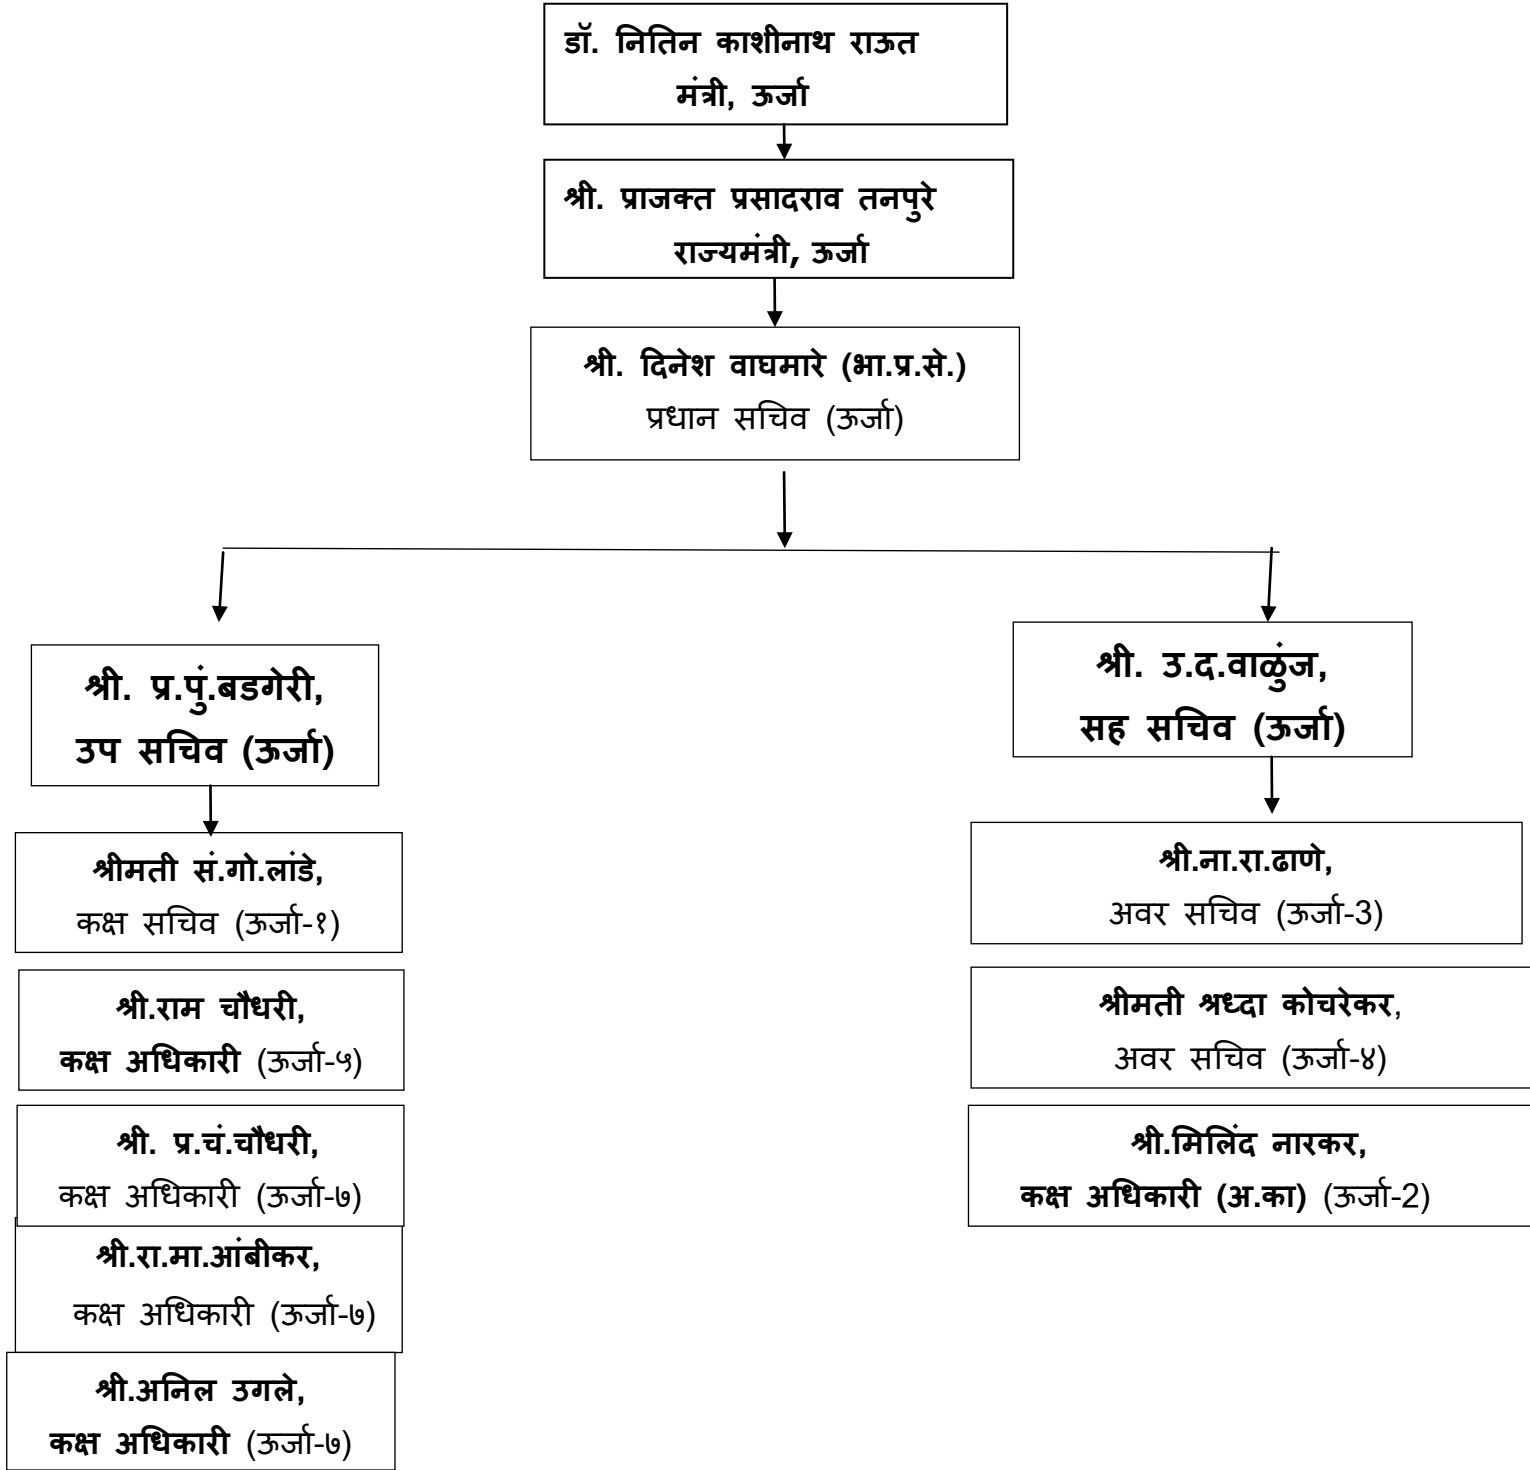 डॉ. नितिन काशीनाथ राऊत
मंत्री, ऊर्जा
श्री. प्राजक्त प्रसादराव तनपुरे
राज्यमंत्री, ऊर्जा
श्री. दिनेश वाघमारे (भा.प्र.से.)
प्रधान सचिव (ऊर्जा)
श्री. प्र.पुं.बडगेरी,
उप सचिव (ऊर्जा)
श्रीमती सं.गो.लांडे,
कक्ष सचिव (ऊर्जा-१)
श्री.राम चौधरी,
कक्ष अधिकारी (ऊर्जा-५)
श्री. प्र.चं.चौधरी,
कक्ष अधिकारी (ऊर्जा-७)
श्री.रा.मा.आंबीकर,
कक्ष अधिकारी (ऊर्जा-७)
श्री.अनिल उगले,
कक्ष अधिकारी (ऊर्जा-७)
श्री. उ.द.वाळुंज,
सह सचिव (ऊर्जा)
श्री.ना.रा.ढाणे,
अवर सचिव (ऊर्जा-3)
श्रीमती श्रध्दा कोचरेकर,
अवर सचिव (ऊर्जा-४)
श्री.मिलिंद नारकर,
कक्ष अधिकारी (अ.का) (ऊर्जा-2)